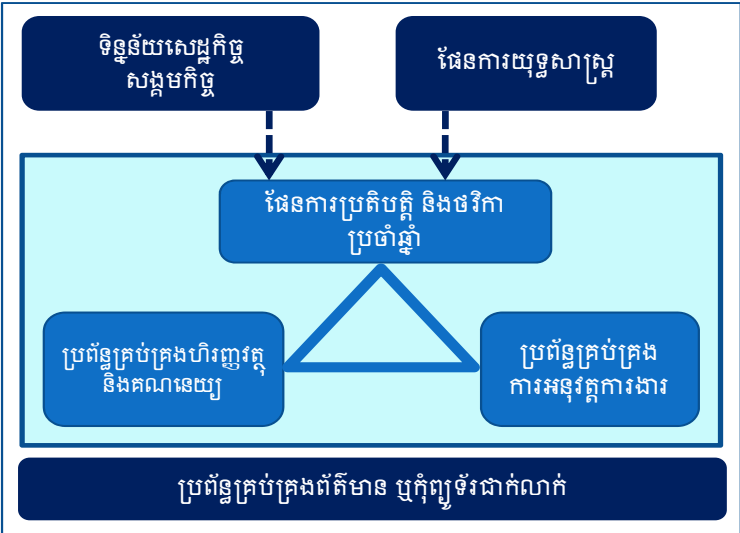 ទិន្នន័យសេដ្ឋកិច្ច
សង្គមកិច្ច
ផែនការយុទ្ធសាស្ត្រ
ផែនការប្រតិបត្តិ និងថវិកា
ប្រចាំឆ្នាំ
ប្រព័ន្ធគ្រប់គ្រងហិរញ្ញវត្ថុ
និងគណនេយ្យ
ប្រព័ន្ធគ្រប់គ្រង
ការអនុវត្តការងារ
ប្រព័ន្ធគ្រប់គ្រងព័ត៌មាន ឬកុំព្យូទ័រជាក់លាក់